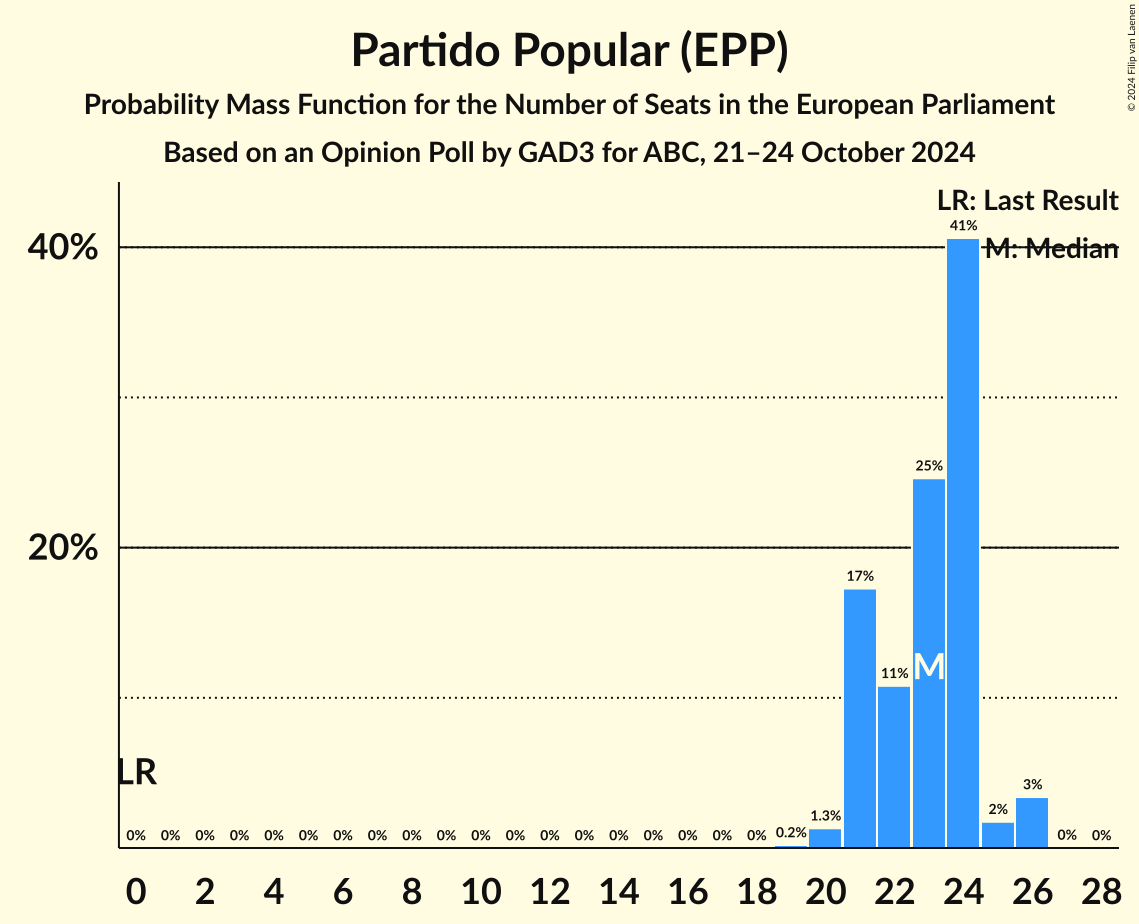 Partido Popular (EPP)
Probability Mass Function for the Number of Seats in the European Parliament
Based on an Opinion Poll by GAD3 for ABC, 21–24 October 2024
© 2024 Filip van Laenen
LR: Last Result
M: Median
40%
20%
41%
25%
17%
11%
M
LR
0% 0% 0% 0% 0% 0% 0% 0% 0% 0% 0% 0% 0% 0% 0% 0% 0% 0% 0% 0.2% 1.3% 2% 3% 0% 0%
0 2 4 6 8 10 12 14 16 18 20 22 24 26 28